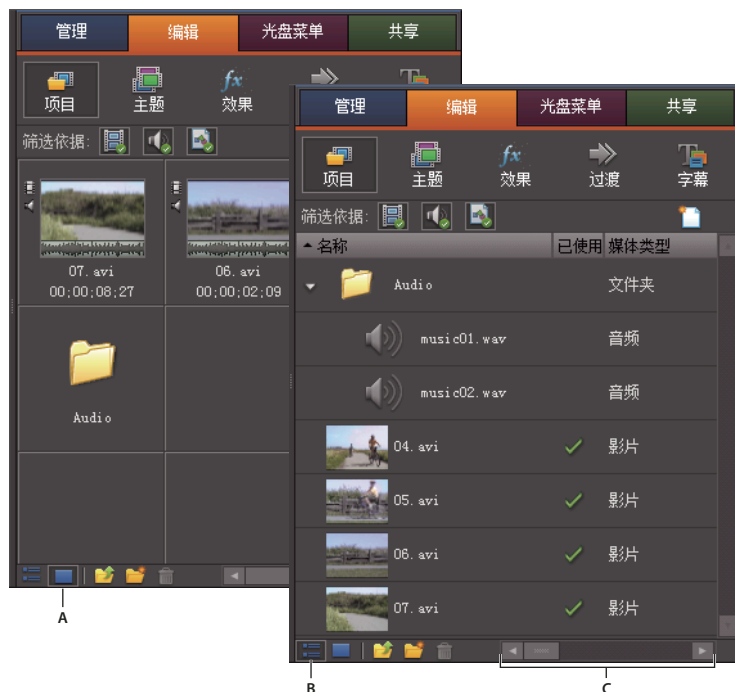 管理 编辑 光盘菜单 共享
项目 主题 效果
筛选依据:
07. avi 06. avi
00;00;08;27 00;00;02;09
Audio
A
管理 编辑 光盘菜单 共享
项目 主题 效果 过渡 字幕
筛选依据:
名称 已使用 媒体类型
Audio 文件夹
music01. wav 音频
music02. wav 音频
04. avi 影片
05. avi 影片
06. avi 影片
07. avi 影片
B C